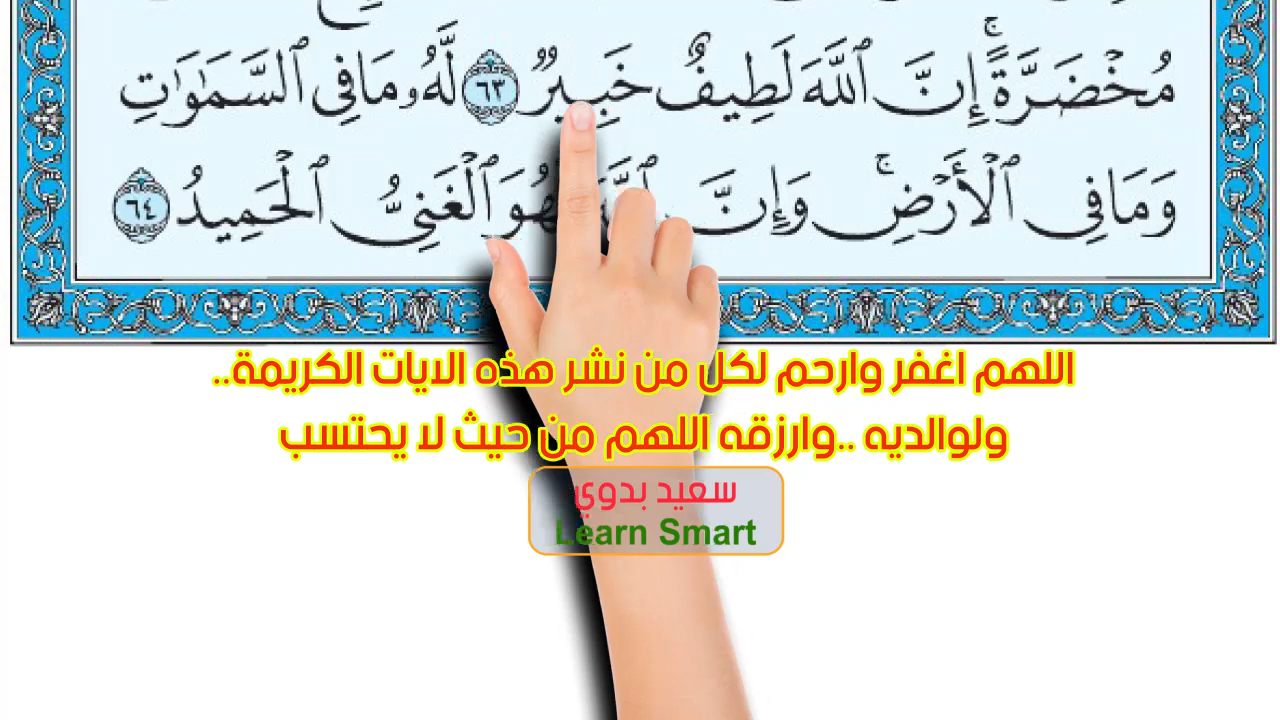 مُخْضَرَّةً ۚ إِنَّ ٱللَّهَ لَطِيفٌ خَبِيرٌ ٦٣ لَّهُۥ مَا فِى ٱلسَّمَٰوَٰتِ
وَمَا فِى ٱلْأَرْضِ ۚ وَإِنَّ ٱللَّهَ لَهُوَ ٱلْغَنِىُّ ٱلْحَمِيدُ ٦٤
اللهم اغفر وارحم لكل من نشر هذه الايات الكريمة..
ولوالديه ..وارزقه اللهم من حيث لا يحتسب
سعيد بدوي
Learn Smart